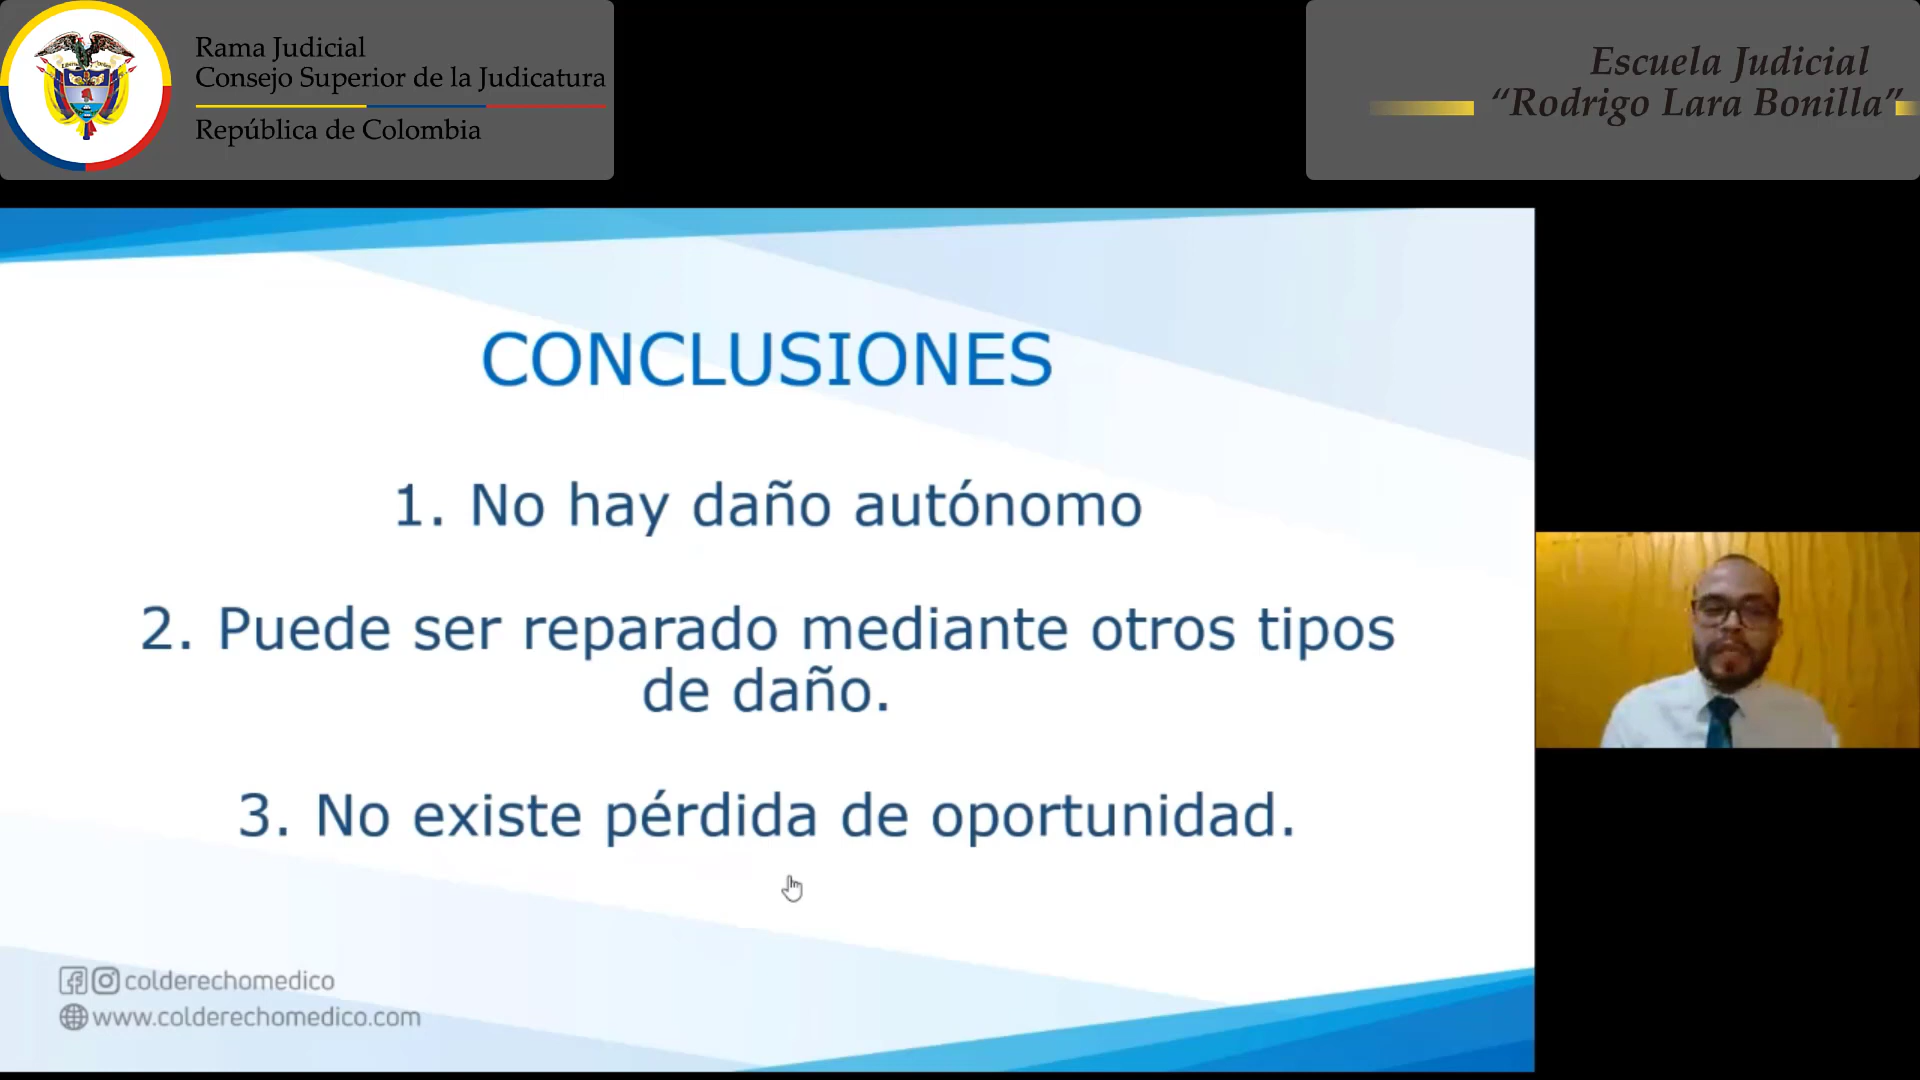 Rama Judicial
Consejo Superior de la Judicatura
República de Colombia
Escuela Judicial
“Rodrigo Lara Bonilla”
CONCLUSIONES
1. No hay daño autónomo
2. Puede ser reparado mediante otros tipos
de daño.
3. No existe pérdida de oportunidad.
colderechomedico
www.colderechomedico.com